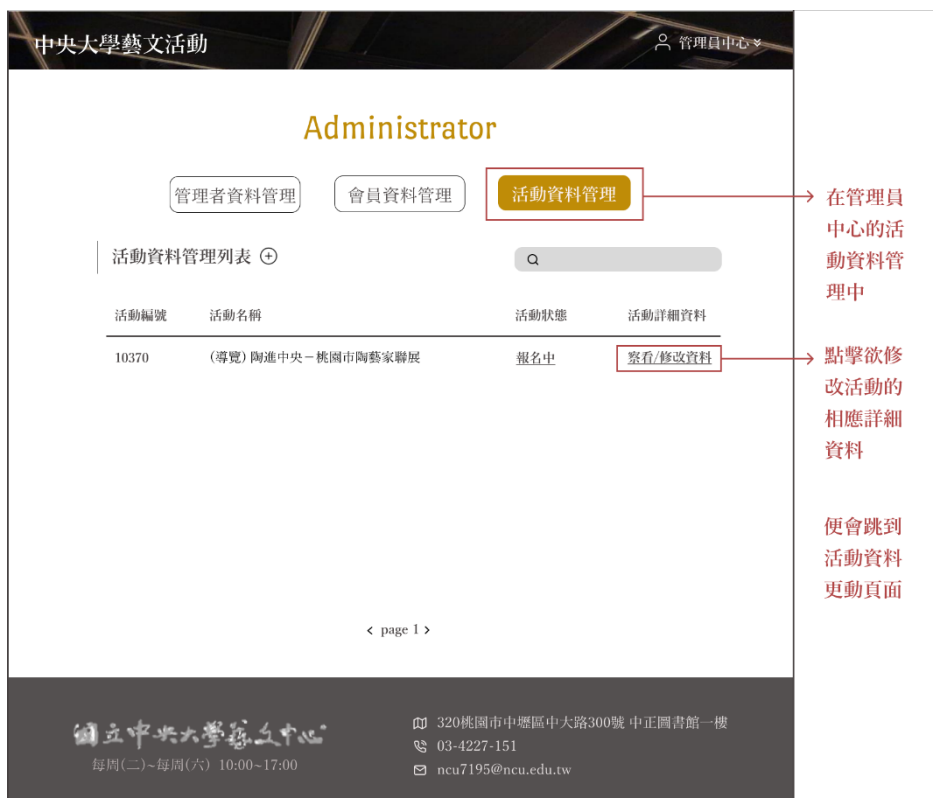 中央大學藝文活動
管理員中心
Administrator
管理者資料管理
會員資料管理
活動資料管理
在管理員
中心的活
動資料管
理中
活動資料管理列表
活動編號 活動名稱 活動狀態 活動詳細資料
10370 (導覽) 陶進中央－桃園市陶藝家聯展 報名中 察看/修改資料
點擊欲修
改活動的
相應詳細
資料
便會跳到
活動資料
更動頁面
< page 1 >
國立中央大學藝文中心
每周(二)~每周(六) 10:00~17:00
320桃園市中壢區中大路300號 中正圖書館一樓
03-4227-151
ncu7195@ncu.edu.tw